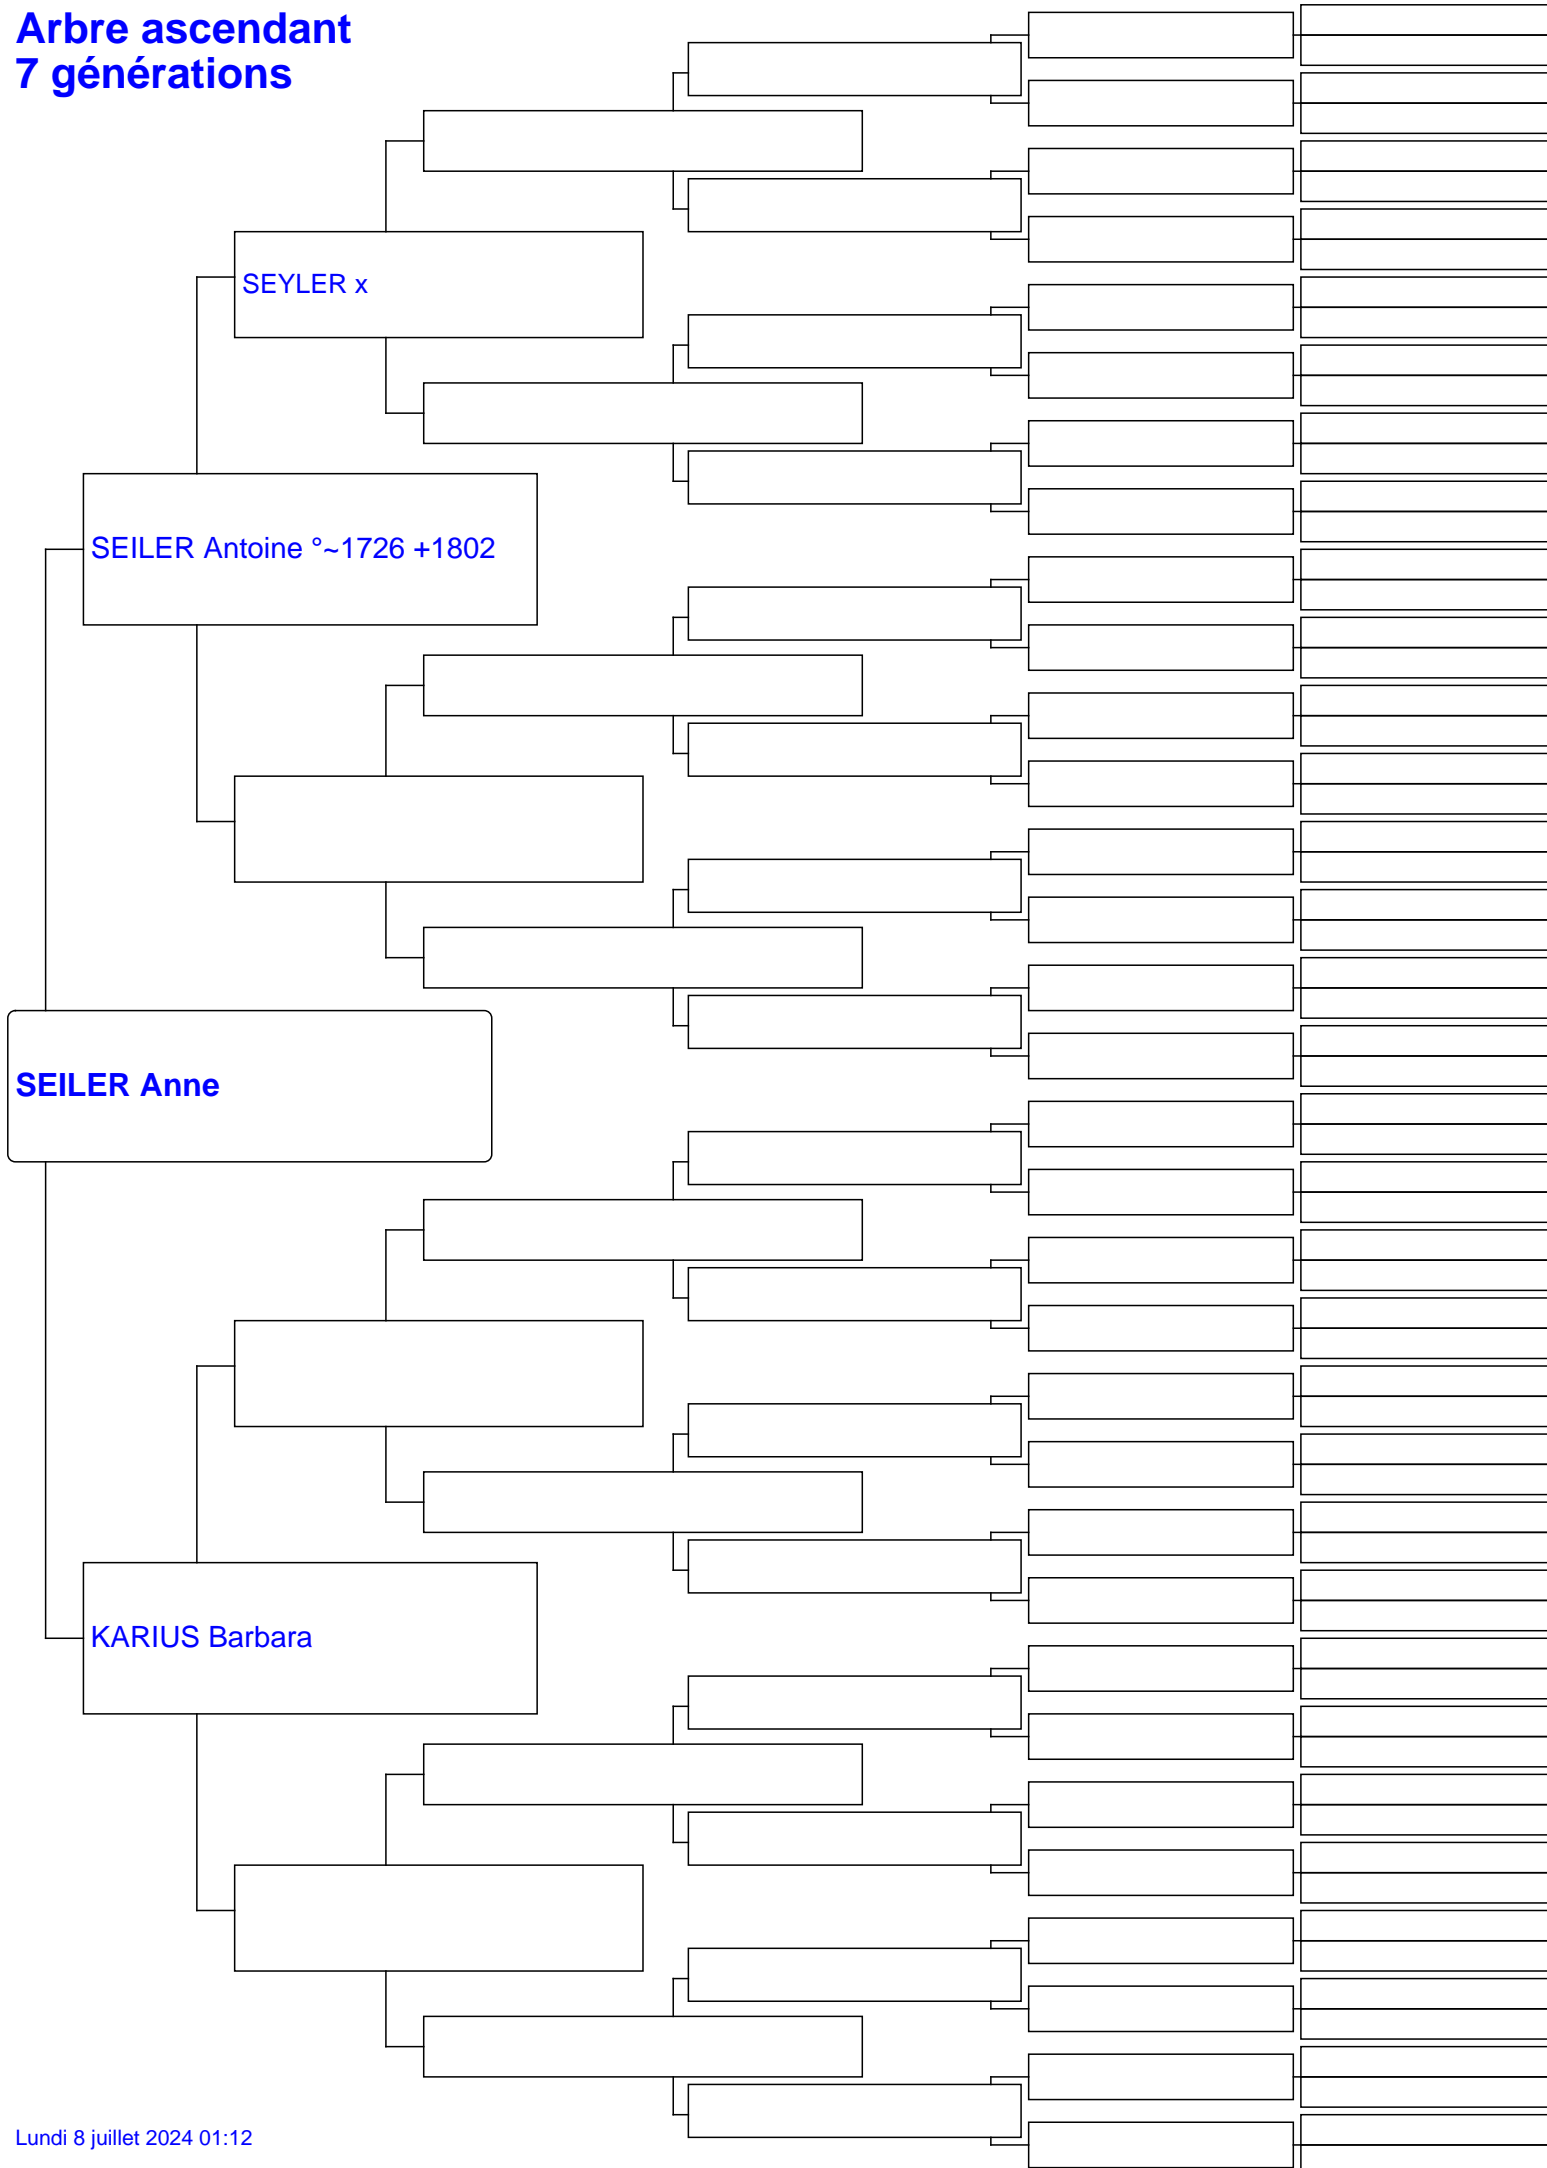 Arbre ascendant
7 générations
SEYLER x
SEILER Antoine °~1726 +1802
SEILER Anne
KARIUS Barbara
Lundi 8 juillet 2024 01:12